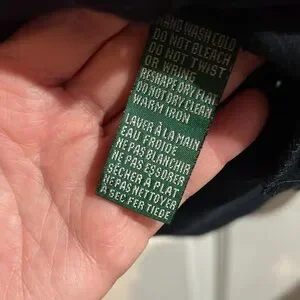 HAND WASH COLD
DO NOT BLEACH
DO NOT TWIST
OR WRING
RESHAPE DRY FLAT
DO NOT DRY CLEAN
WARM IRON
LAVER À LA MAIN
EAU FROIDE
NE PAS BLANCHIR
NE PAS ESSORER
SÉCHER À PLAT
NE PAS NETTOYER
A SEC FER TIEDE